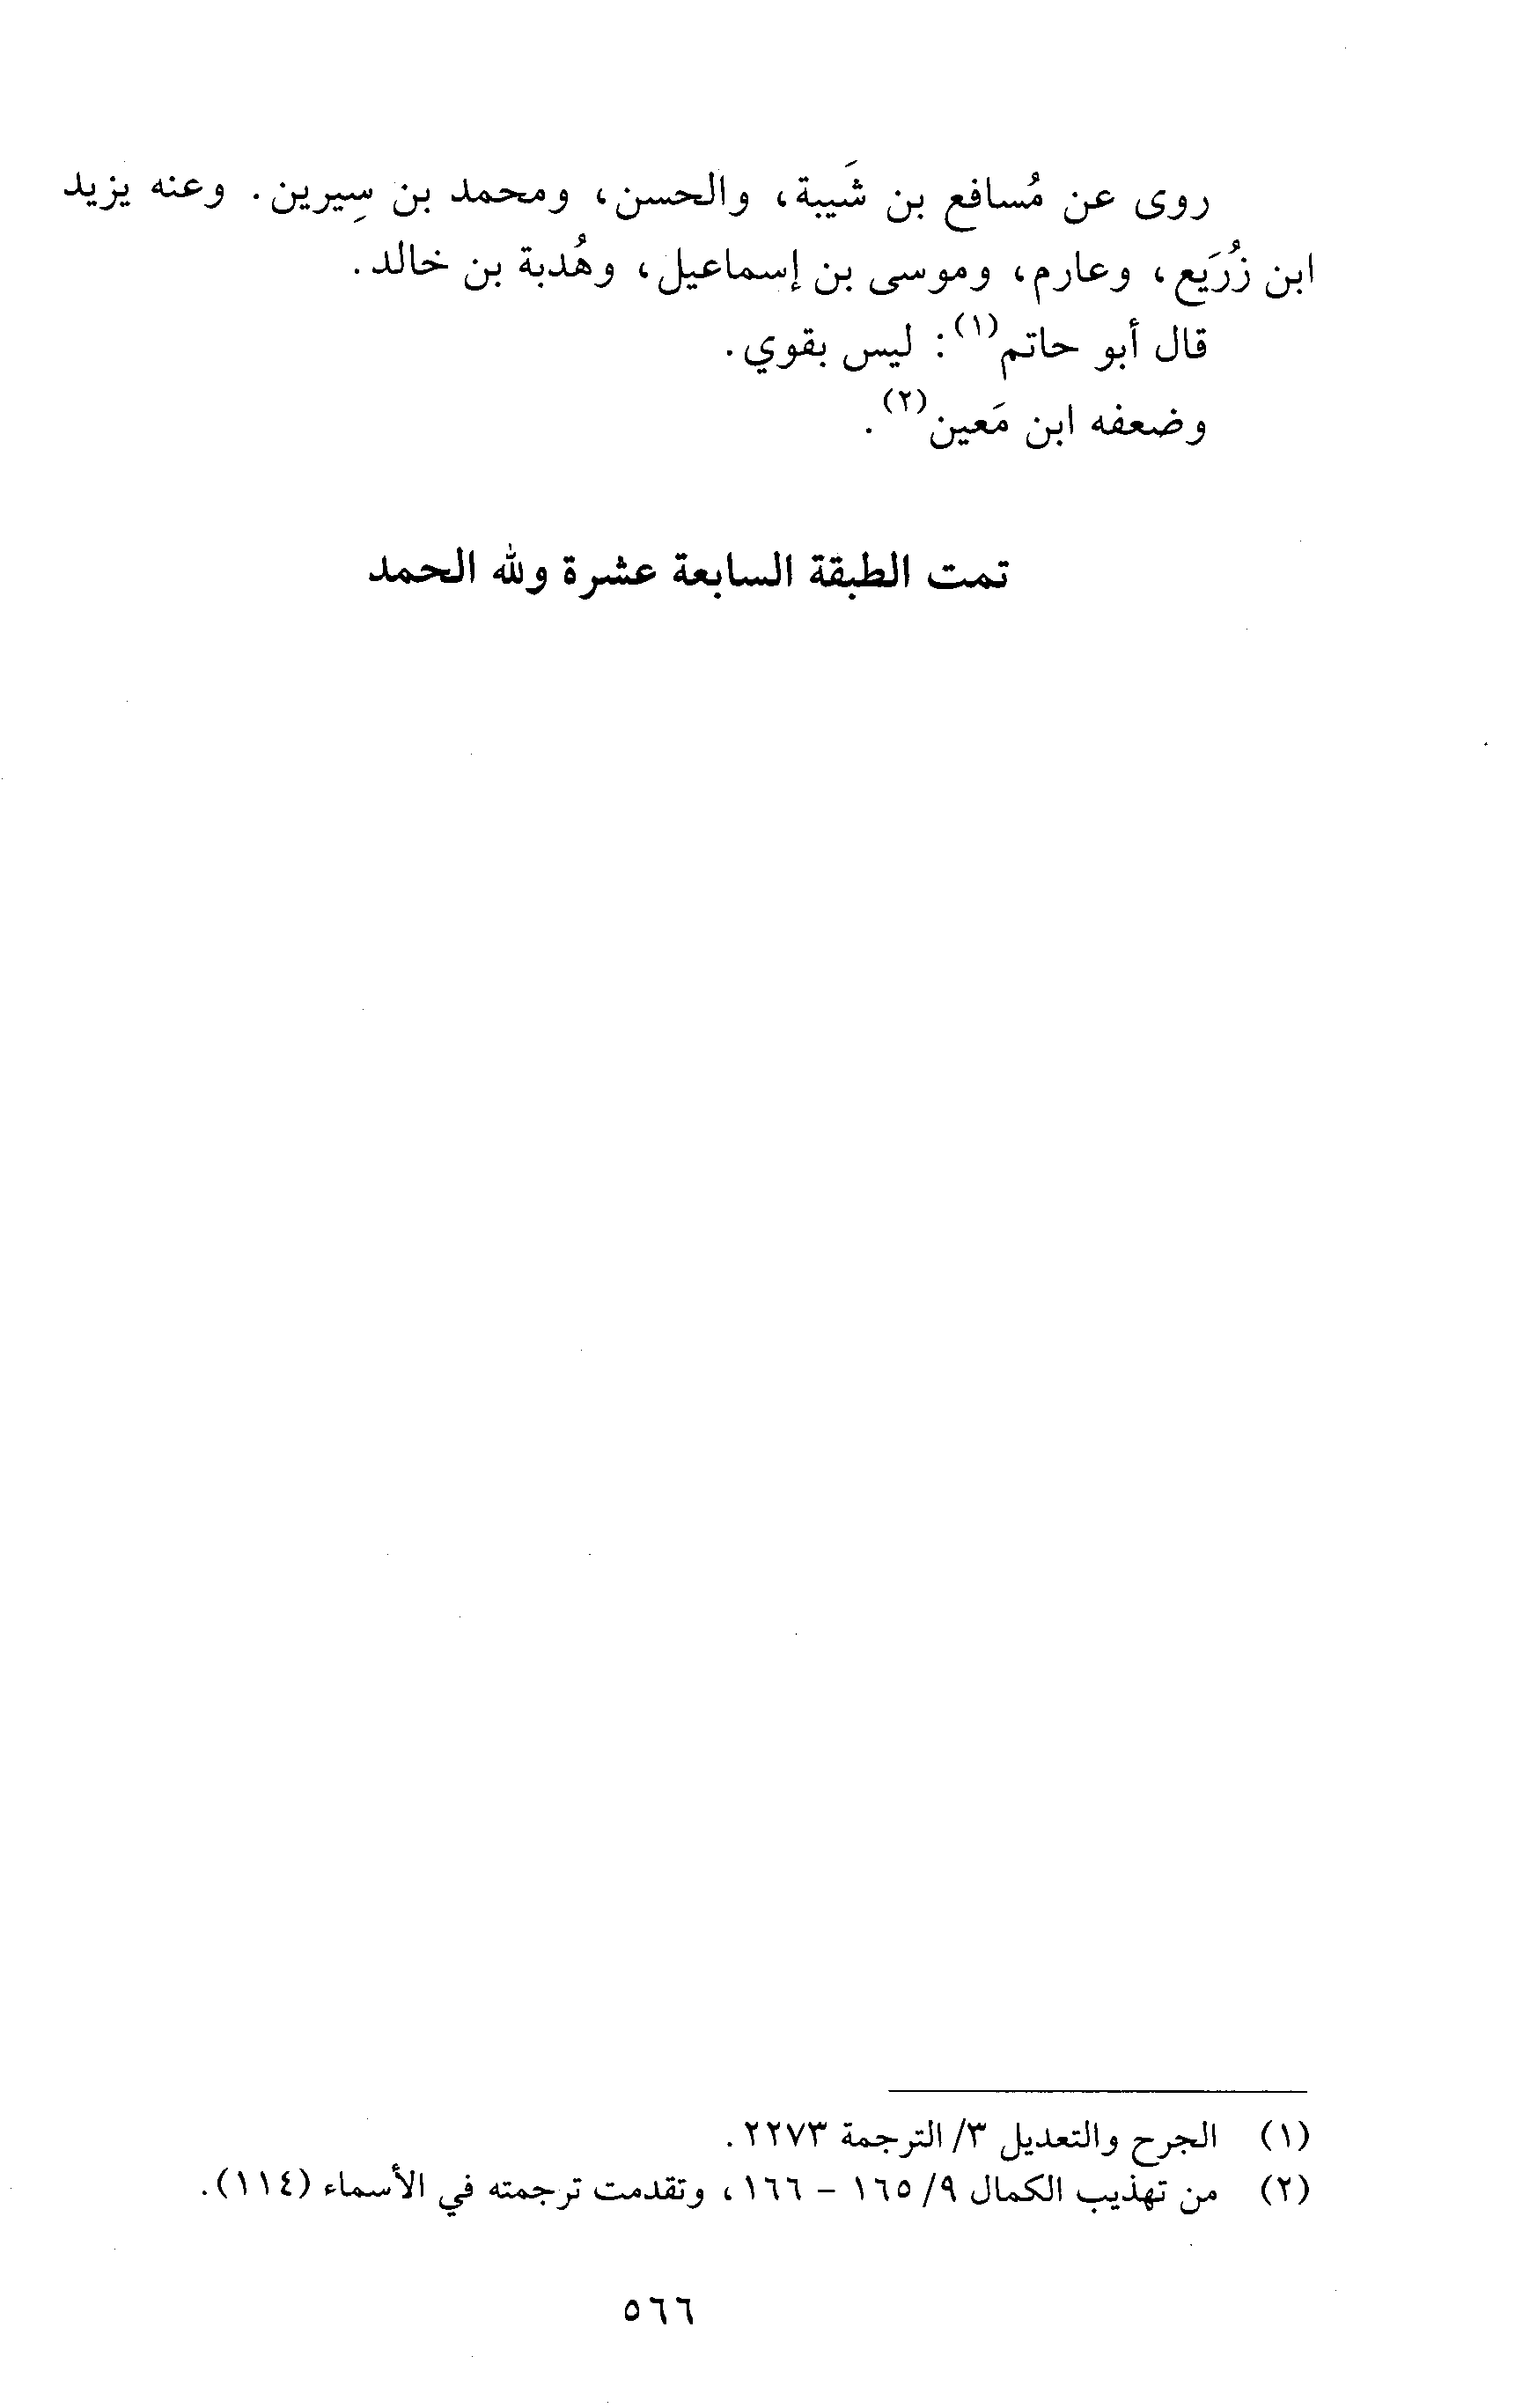 روى عن مُسافع بن شَيبة، والحسن، ومحمد بن سِيرين. وعنه يزيد
ابن زُرَيع، وعارم، وموسى بن إسماعيل، وهُدبة بن خالد.
قال أبو حاتم(١): ليس بقوي.
وضعفه ابن مَعين(٢).
تمت الطبقة السابعة عشرة ولله الحمد
(١) الجرح والتعديل ٣/ الترجمة ٢٢٧٣.
(٢) من تهذيب الكمال ٩/ ١٦٥ - ١٦٦، وتقدمت ترجمته في الأسماء (١١٤).
٥٦٦